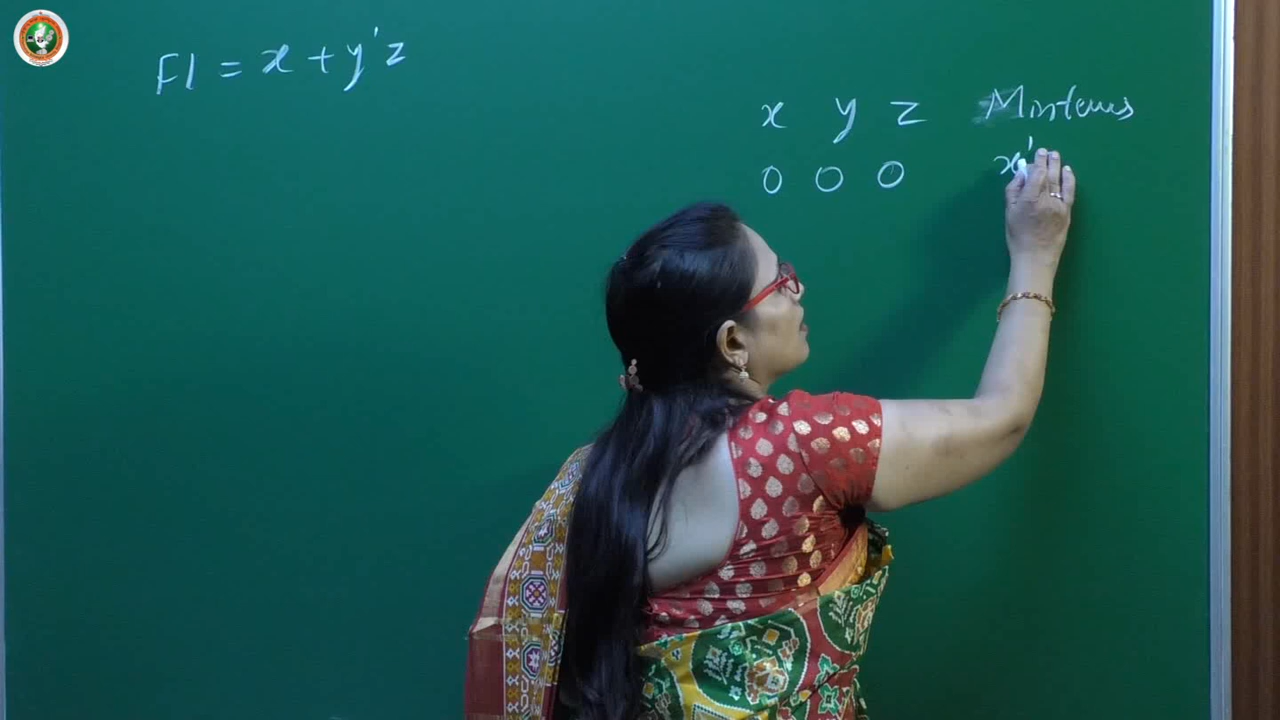 F1 = x + y'z
x y z Minterms
0 0 0 x'